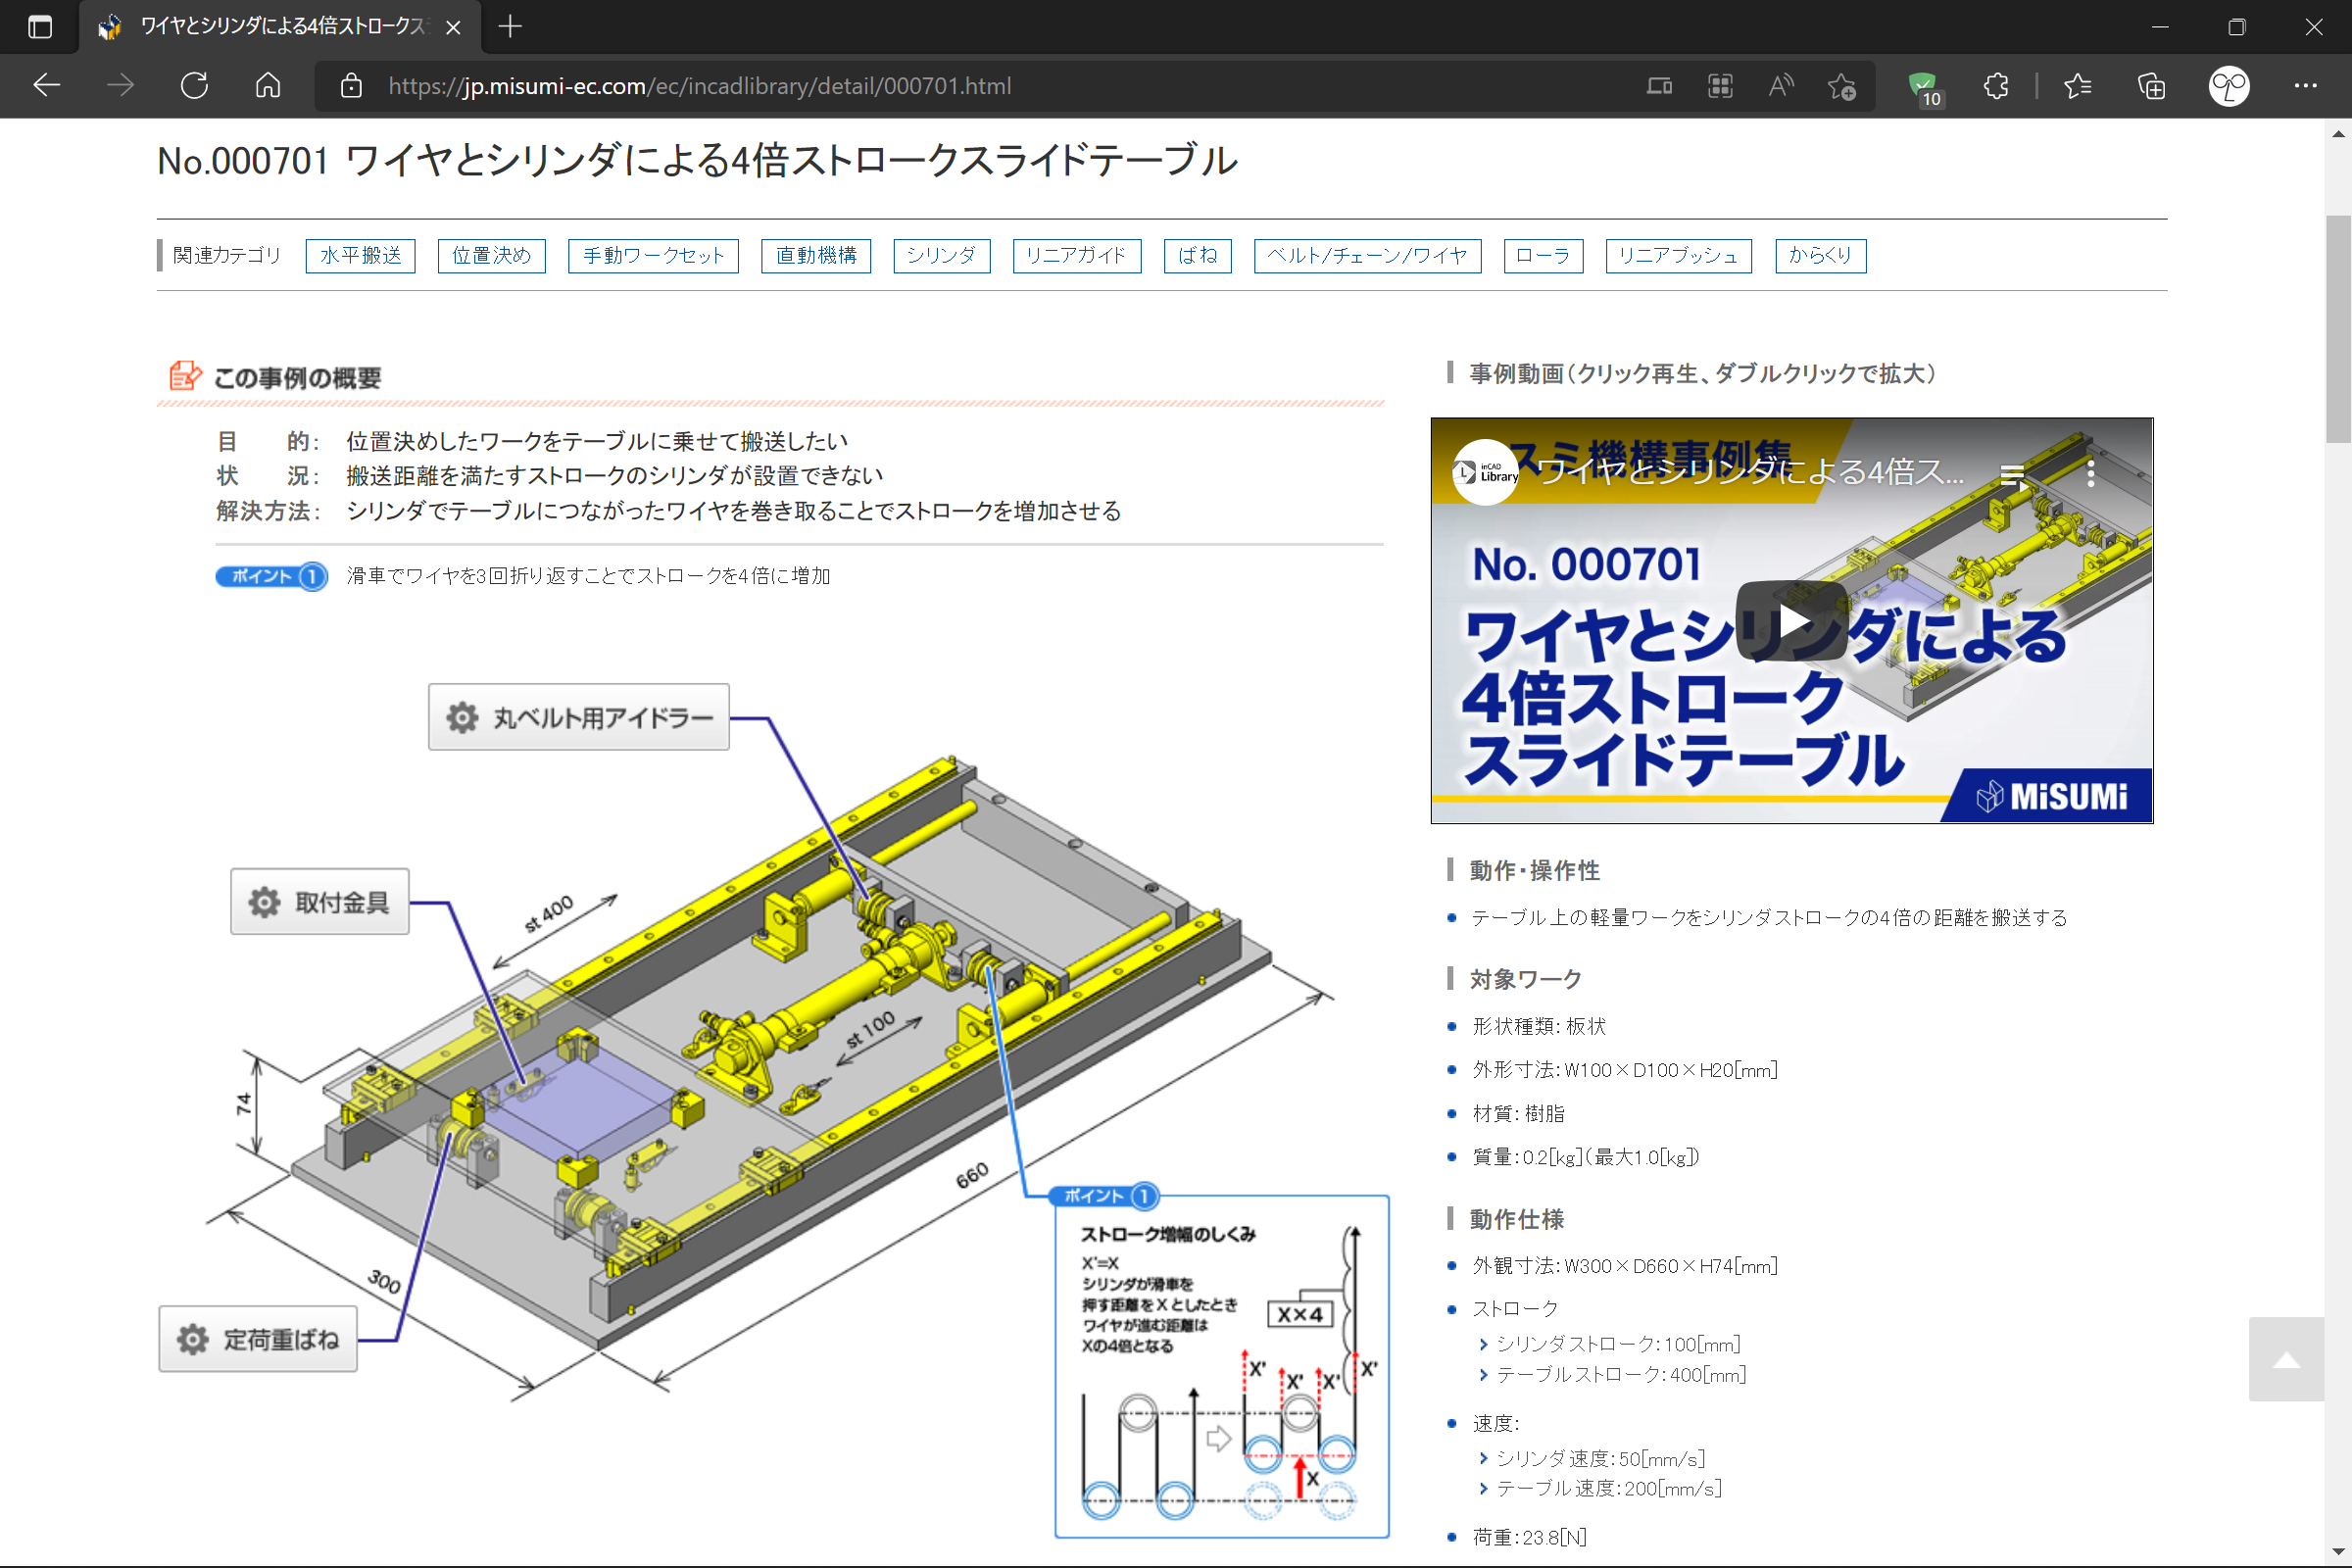 ワイヤとシリンダによる4倍ストロークス
https://jp.misumi-ec.com/ec/incadlibrary/detail/000701.html
10
No.000701 ワイヤとシリンダによる4倍ストロークスライドテーブル
関連カテゴリ 水平搬送 位置決め 手動ワークセット 直動機構 シリンダ リニアガイド ばね ベルト/チェーン/ワイヤ ローラ リニアブッシュ からくり
この事例の概要
目　的: 位置決めしたワークをテーブルに乗せて搬送したい
状　況: 搬送距離を満たすストロークのシリンダが設置できない
解決方法: シリンダでテーブルにつながったワイヤを巻き取ることでストロークを増加させる
ポイント 1 滑車でワイヤを3回折り返すことでストロークを4倍に増加
丸ベルト用アイドラー
取付金具
st 400
st 100
74
660
300
定荷重ばね
ポイント 1
ストローク増幅のしくみ
X'=X
シリンダが滑車を
押す距離をXとしたとき
ワイヤが進む距離は
Xの4倍となる
X×4
X' X' X' X'
X
事例動画（クリック再生、ダブルクリックで拡大）
スミ機構事例集
inCAD Library
ワイヤとシリンダによる4倍ス...
No. 000701
ワイヤとシリンダによる
4倍ストローク
スライドテーブル
MiSUMi
動作・操作性
テーブル上の軽量ワークをシリンダストロークの4倍の距離を搬送する
対象ワーク
形状種類：板状
外形寸法：W100×D100×H20[mm]
材質：樹脂
質量：0.2[kg]（最大1.0[kg]）
動作仕様
外観寸法：W300×D660×H74[mm]
ストローク
シリンダストローク：100[mm]
テーブルストローク：400[mm]
速度：
シリンダ速度：50[mm/s]
テーブル速度：200[mm/s]
荷重：23.8[N]